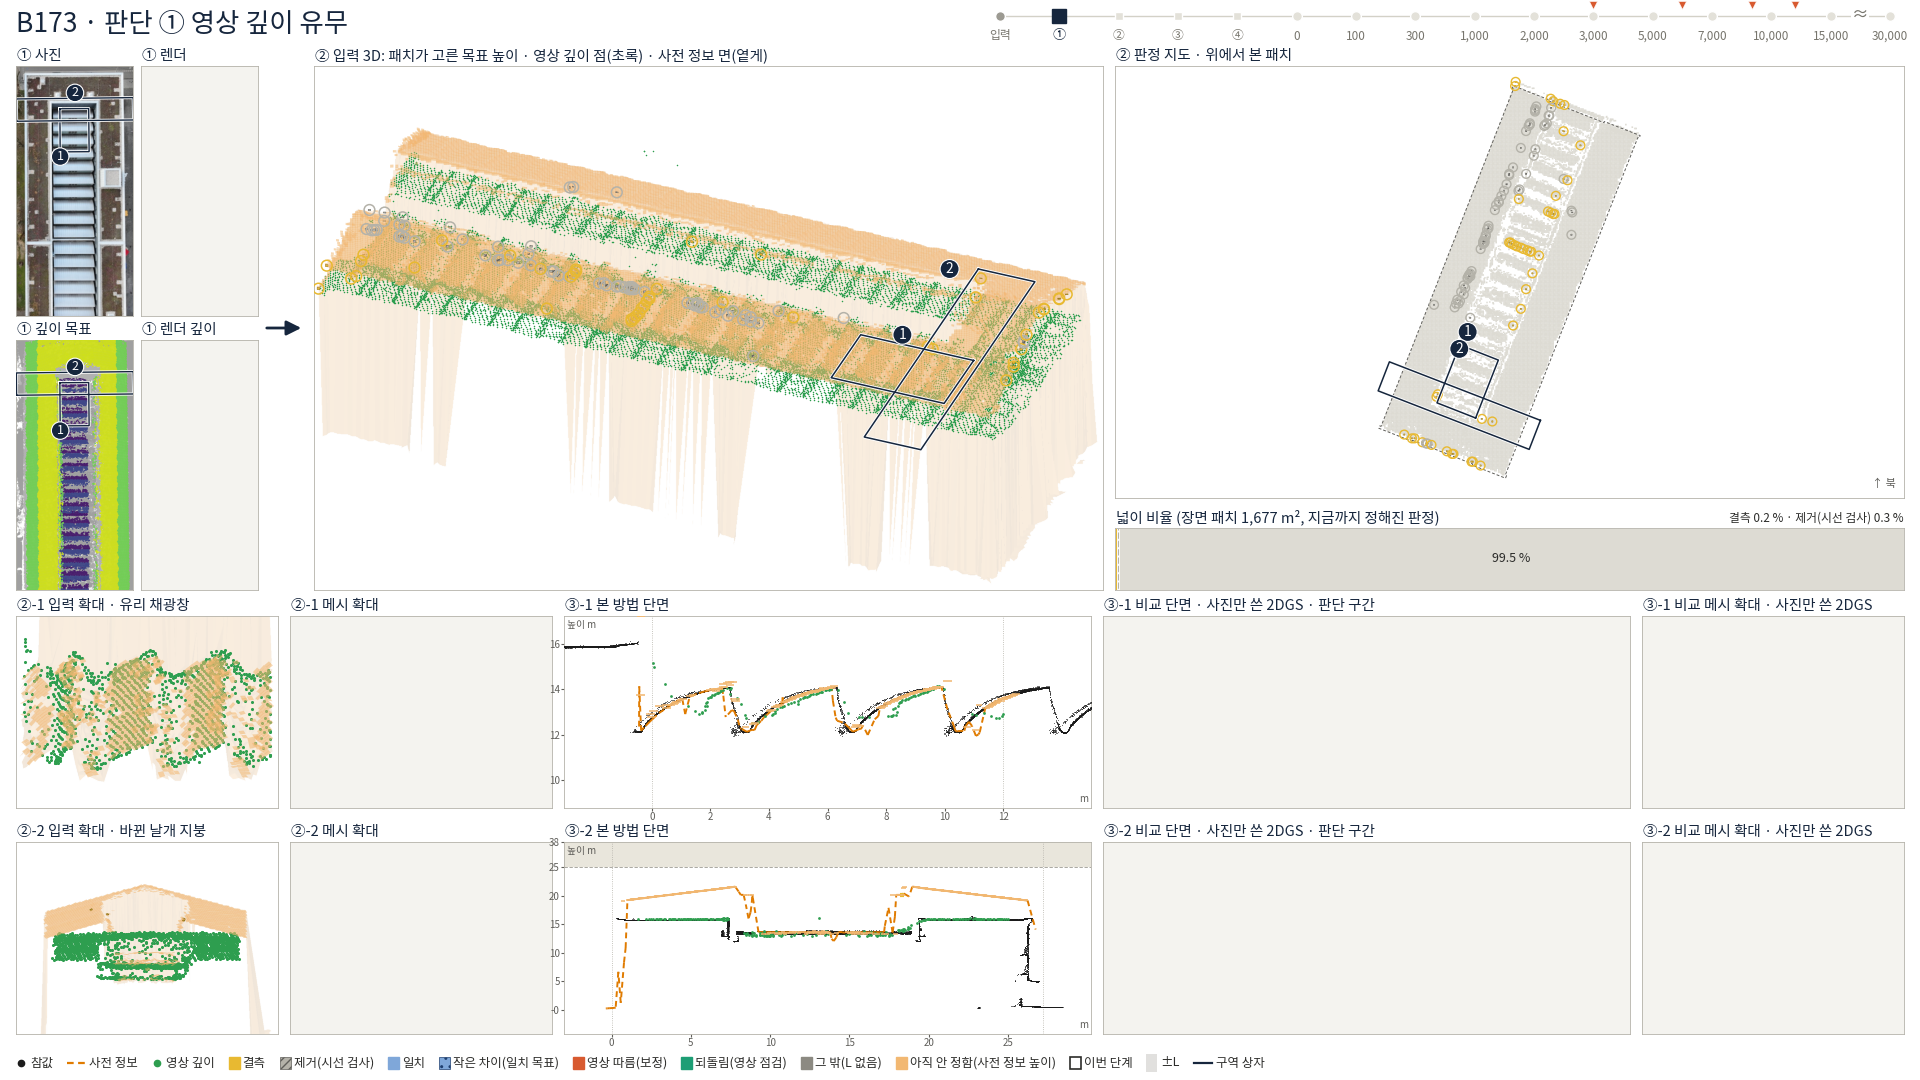 B173 · 판단 ① 영상 깊이 유무
입력 ① ② ③ ④ 0 100 300 1,000 2,000 3,000 5,000 7,000 10,000 15,000 ≈ 30,000
① 사진
① 렌더
② 입력 3D: 패치가 고른 목표 높이 · 영상 깊이 점(초록) · 사전 정보 면(옅게)
② 판정 지도 · 위에서 본 패치
2
1
2
1
1
2
↑ 북
① 깊이 목표
① 렌더 깊이
2
1
넓이 비율 (장면 패치 1,677 m², 지금까지 정해진 판정)
결측 0.2 % · 제거(시선 검사) 0.3 %
99.5 %
②-1 입력 확대 · 유리 채광창
②-1 메시 확대
③-1 본 방법 단면
③-1 비교 단면 · 사진만 쓴 2DGS · 판단 구간
③-1 비교 메시 확대 · 사진만 쓴 2DGS
높이 m
16
14
12
10
m
0 2 4 6 8 10 12
②-2 입력 확대 · 바뀐 날개 지붕
②-2 메시 확대
③-2 본 방법 단면
③-2 비교 단면 · 사진만 쓴 2DGS · 판단 구간
③-2 비교 메시 확대 · 사진만 쓴 2DGS
높이 m
38
25
20
15
10
5
0
m
0 5 10 15 20 25
참값 사전 정보 영상 깊이 결측 제거(시선 검사) 일치 작은 차이(일치 목표) 영상 따름(보정) 되돌림(영상 점검) 그 밖(L 없음) 아직 안 정함(사전 정보 높이) 이번 단계 ±L 구역 상자